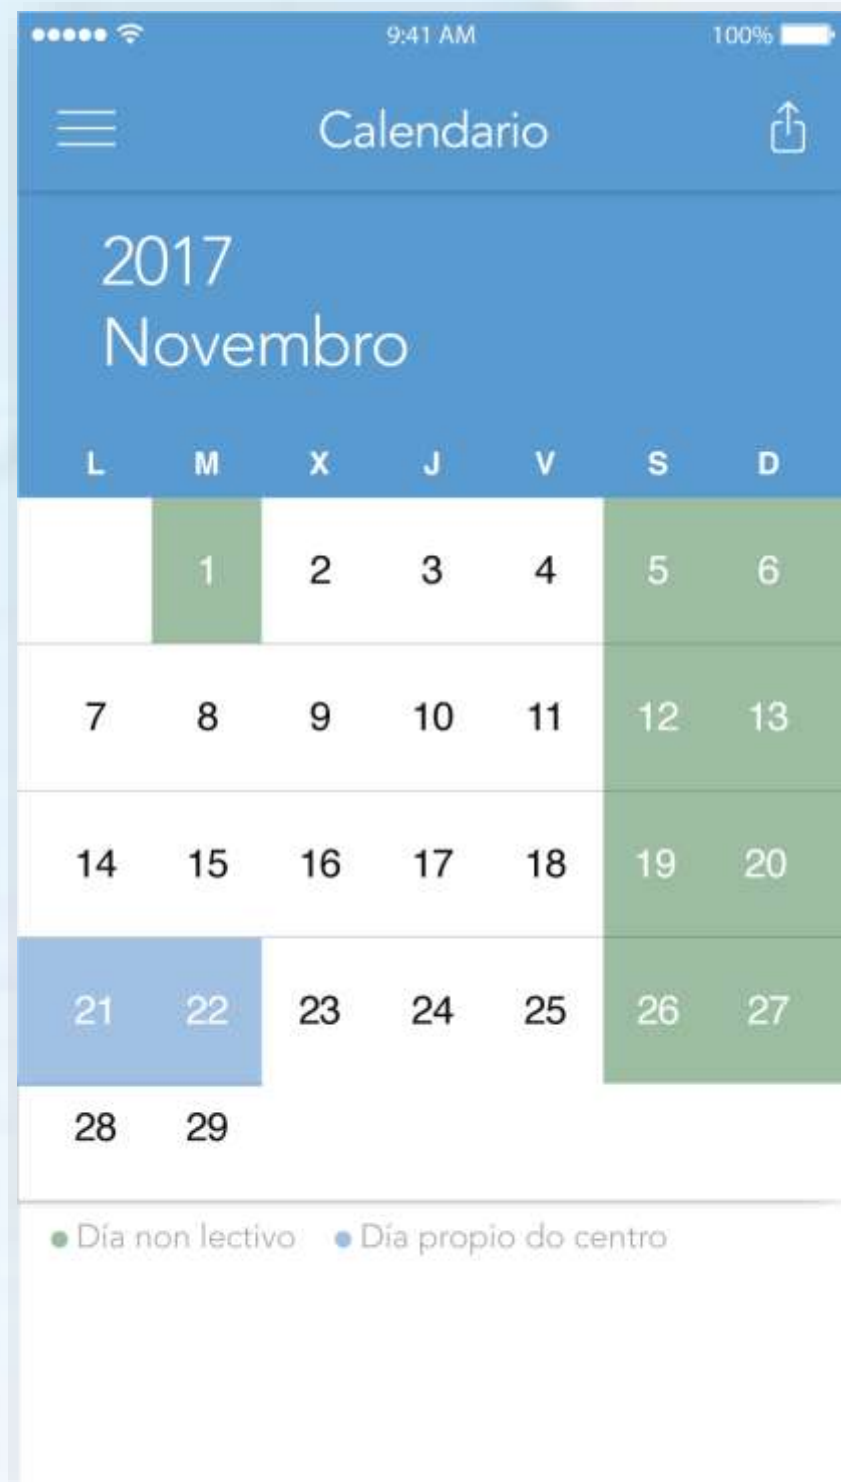 9:41 AM 100%
Calendario
2017
Novembro
L M X J V S D
1 2 3 4 5 6
7 8 9 10 11 12 13
14 15 16 17 18 19 20
21 22 23 24 25 26 27
28 29
Día non lectivo Día propio do centro